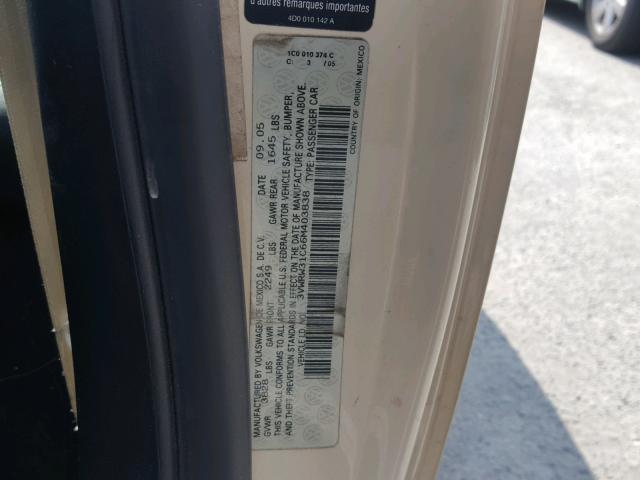 d'autres remarques importantes
4D0 010 142 A
1C0 010 374 C
C: 3 / 05
MANUFACTURED BY VOLKSWAGEN DE MEXICO S.A. DE C.V. DATE 09.05
GVWR 3828 LBS GAWR FRONT 2249 LBS GAWR REAR 1645 LBS
THIS VEHICLE CONFORMS TO ALL APPLICABLE U.S. FEDERAL MOTOR VEHICLE SAFETY, BUMPER,
AND THEFT PREVENTION STANDARDS IN EFFECT ON THE DATE OF MANUFACTURE SHOWN ABOVE.
VEHICLE I.D. NO.: 3VWRW31C66M403838 TYPE: PASSENGER CAR
COUNTRY OF ORIGIN: MEXICO